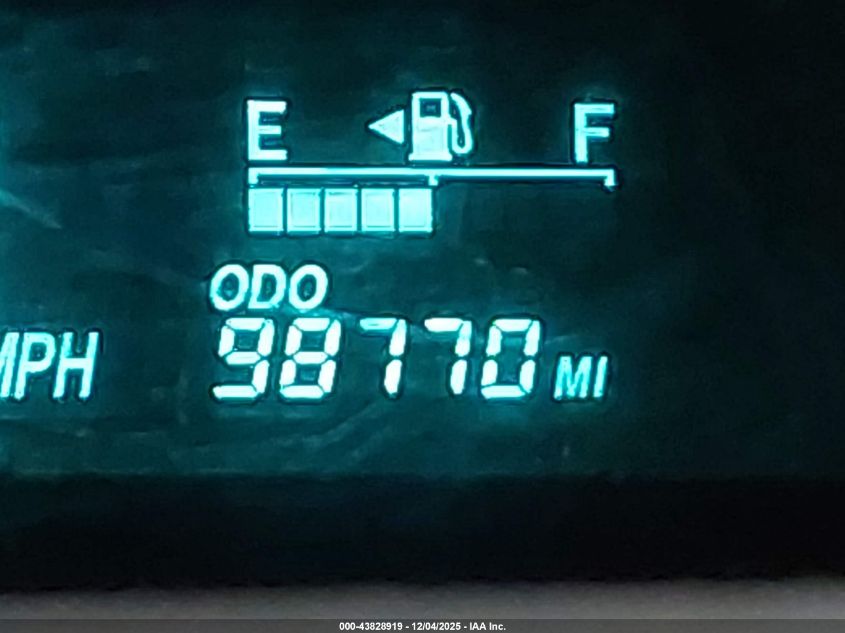 E F
ODO
MPH 98770 MI
000-43828919 - 12/04/2025 - IAA Inc.